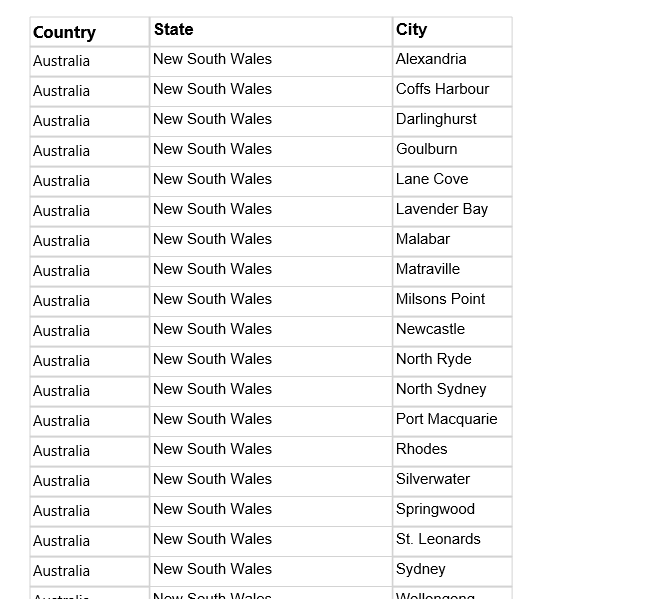 Country State City
Australia New South Wales Alexandria
Australia New South Wales Coffs Harbour
Australia New South Wales Darlinghurst
Australia New South Wales Goulburn
Australia New South Wales Lane Cove
Australia New South Wales Lavender Bay
Australia New South Wales Malabar
Australia New South Wales Matraville
Australia New South Wales Milsons Point
Australia New South Wales Newcastle
Australia New South Wales North Ryde
Australia New South Wales North Sydney
Australia New South Wales Port Macquarie
Australia New South Wales Rhodes
Australia New South Wales Silverwater
Australia New South Wales Springwood
Australia New South Wales St. Leonards
Australia New South Wales Sydney
Australia New South Wales Wollongong